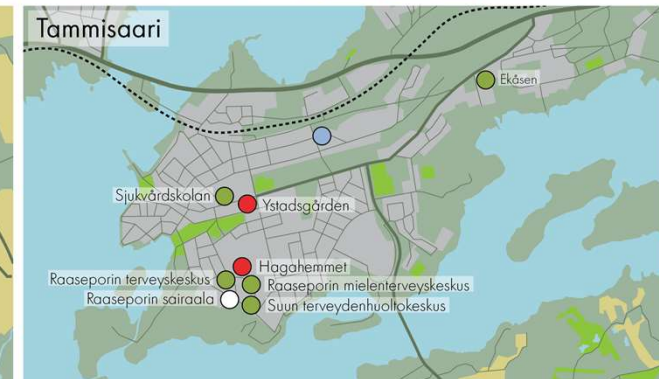 Tammisaari
Ekåsen
Sjukvårdskolan
Ystadsgården
Hagahemmet
Raaseporin terveyskeskus
Raaseporin mielenterveyskeskus
Raaseporin sairaala
Suun terveydenhuoltokeskus